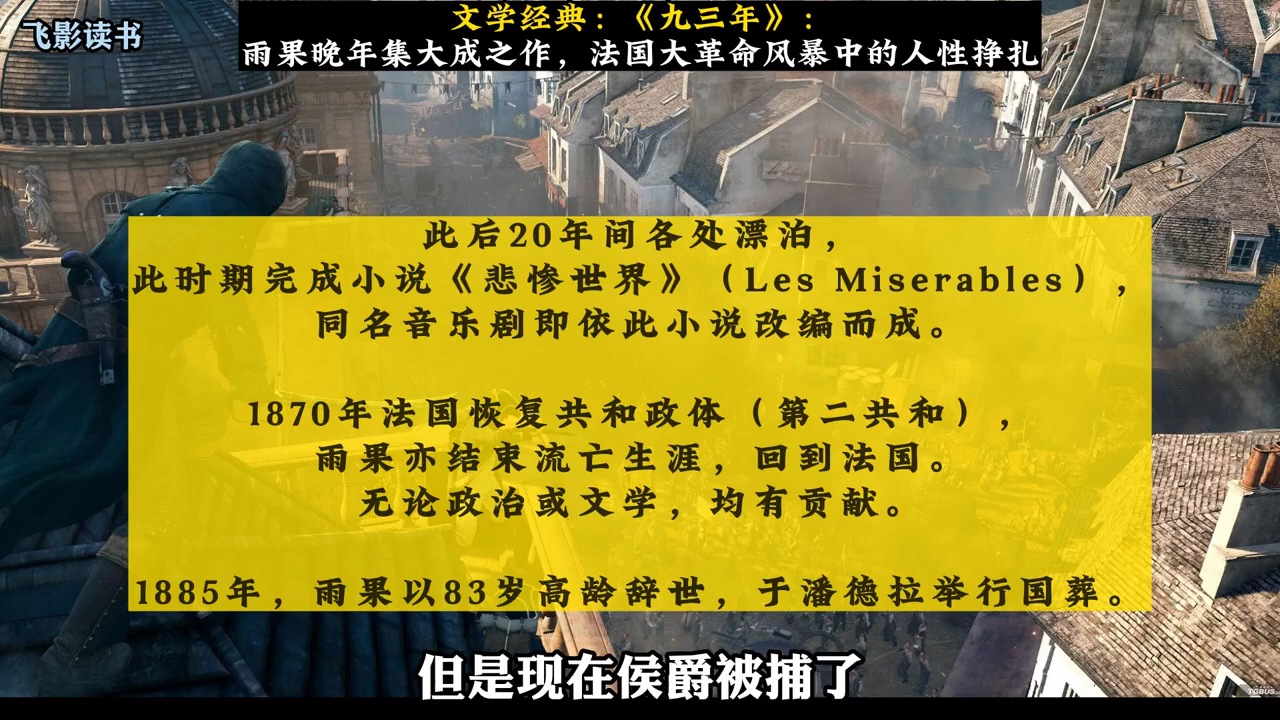 飞影读书
文学经典：《九三年》：
雨果晚年集大成之作，法国大革命风暴中的人性挣扎
此后20年间各处漂泊，
此时期完成小说《悲惨世界》（Les Miserables），
同名音乐剧即依此小说改编而成。
1870年法国恢复共和政体（第二共和），
雨果亦结束流亡生涯，回到法国。
无论政治或文学，均有贡献。
1885年，雨果以83岁高龄辞世，于潘德拉举行国葬。
但是现在侯爵被捕了
TGBUS